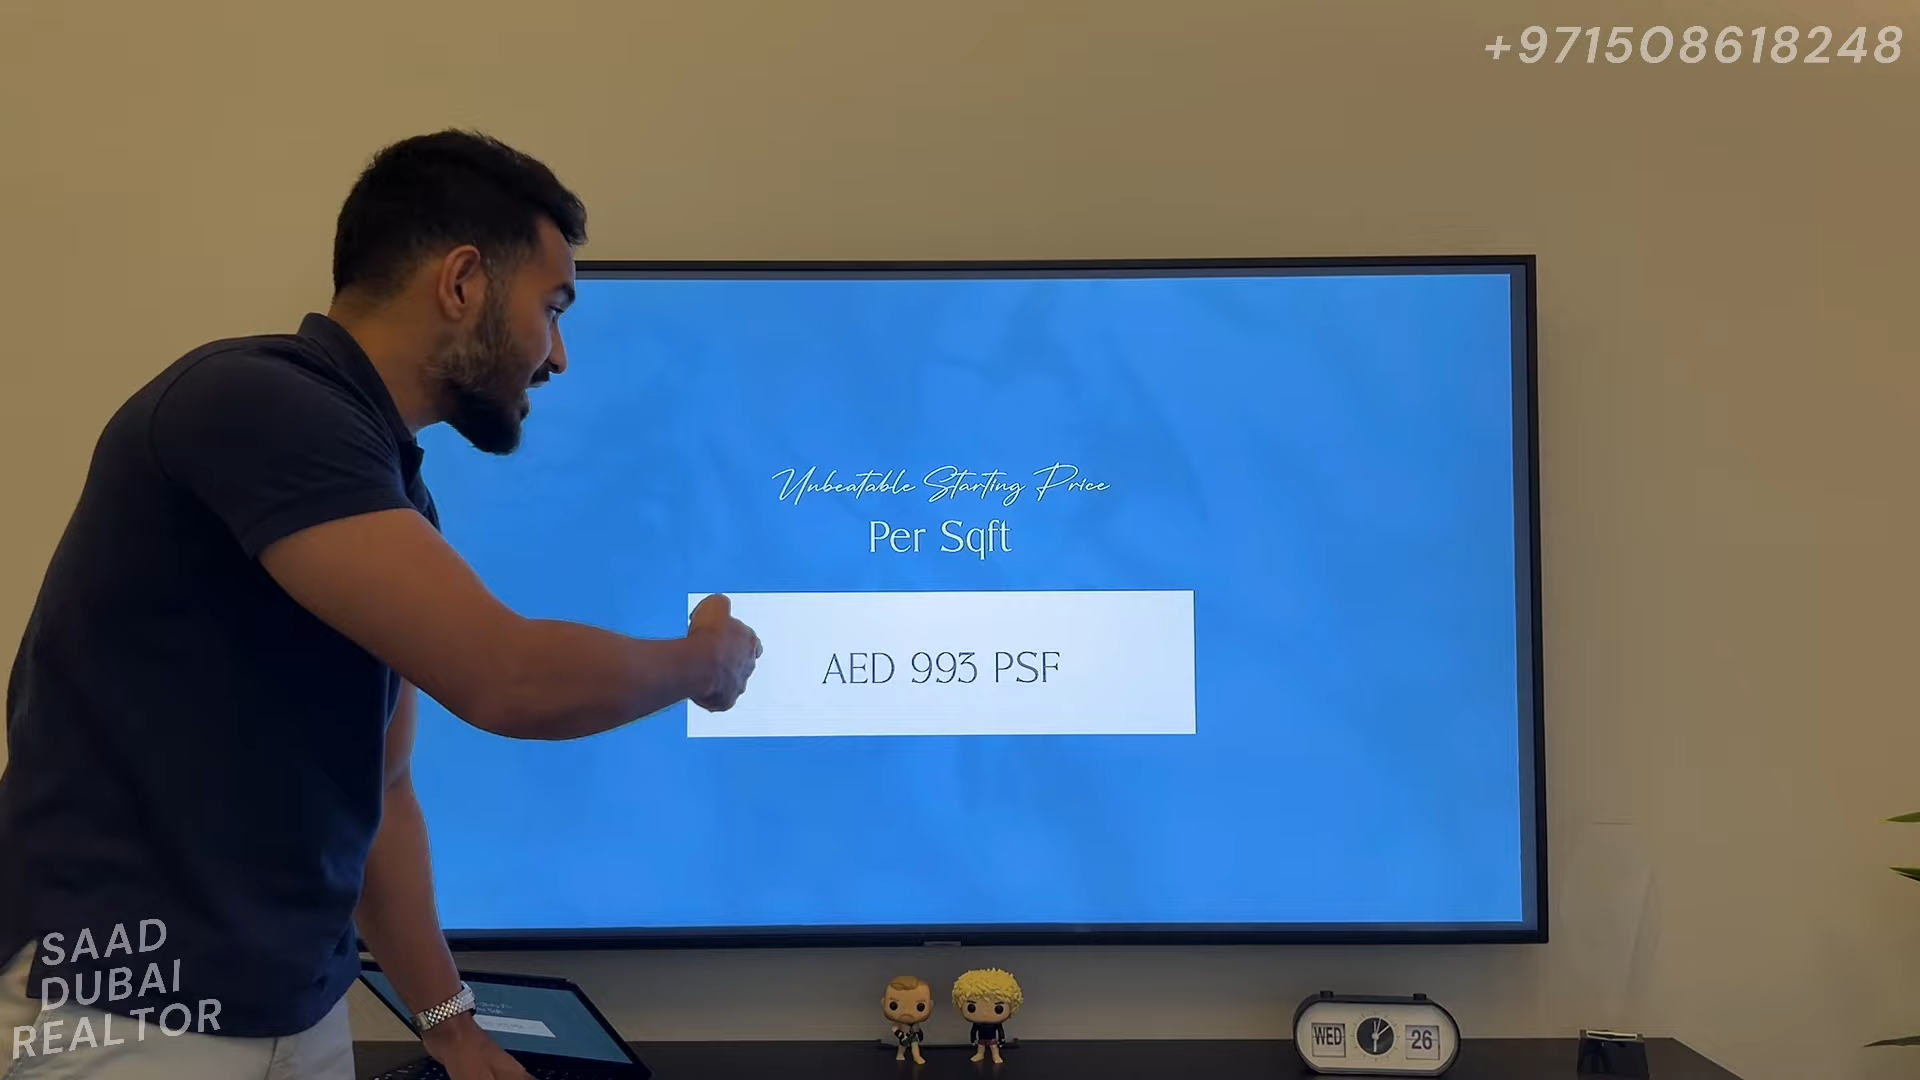 +971508618248
Unbeatable Starting Price
Per Sqft
AED 993 PSF
SAAD
DUBAI
REALTOR
WED
26